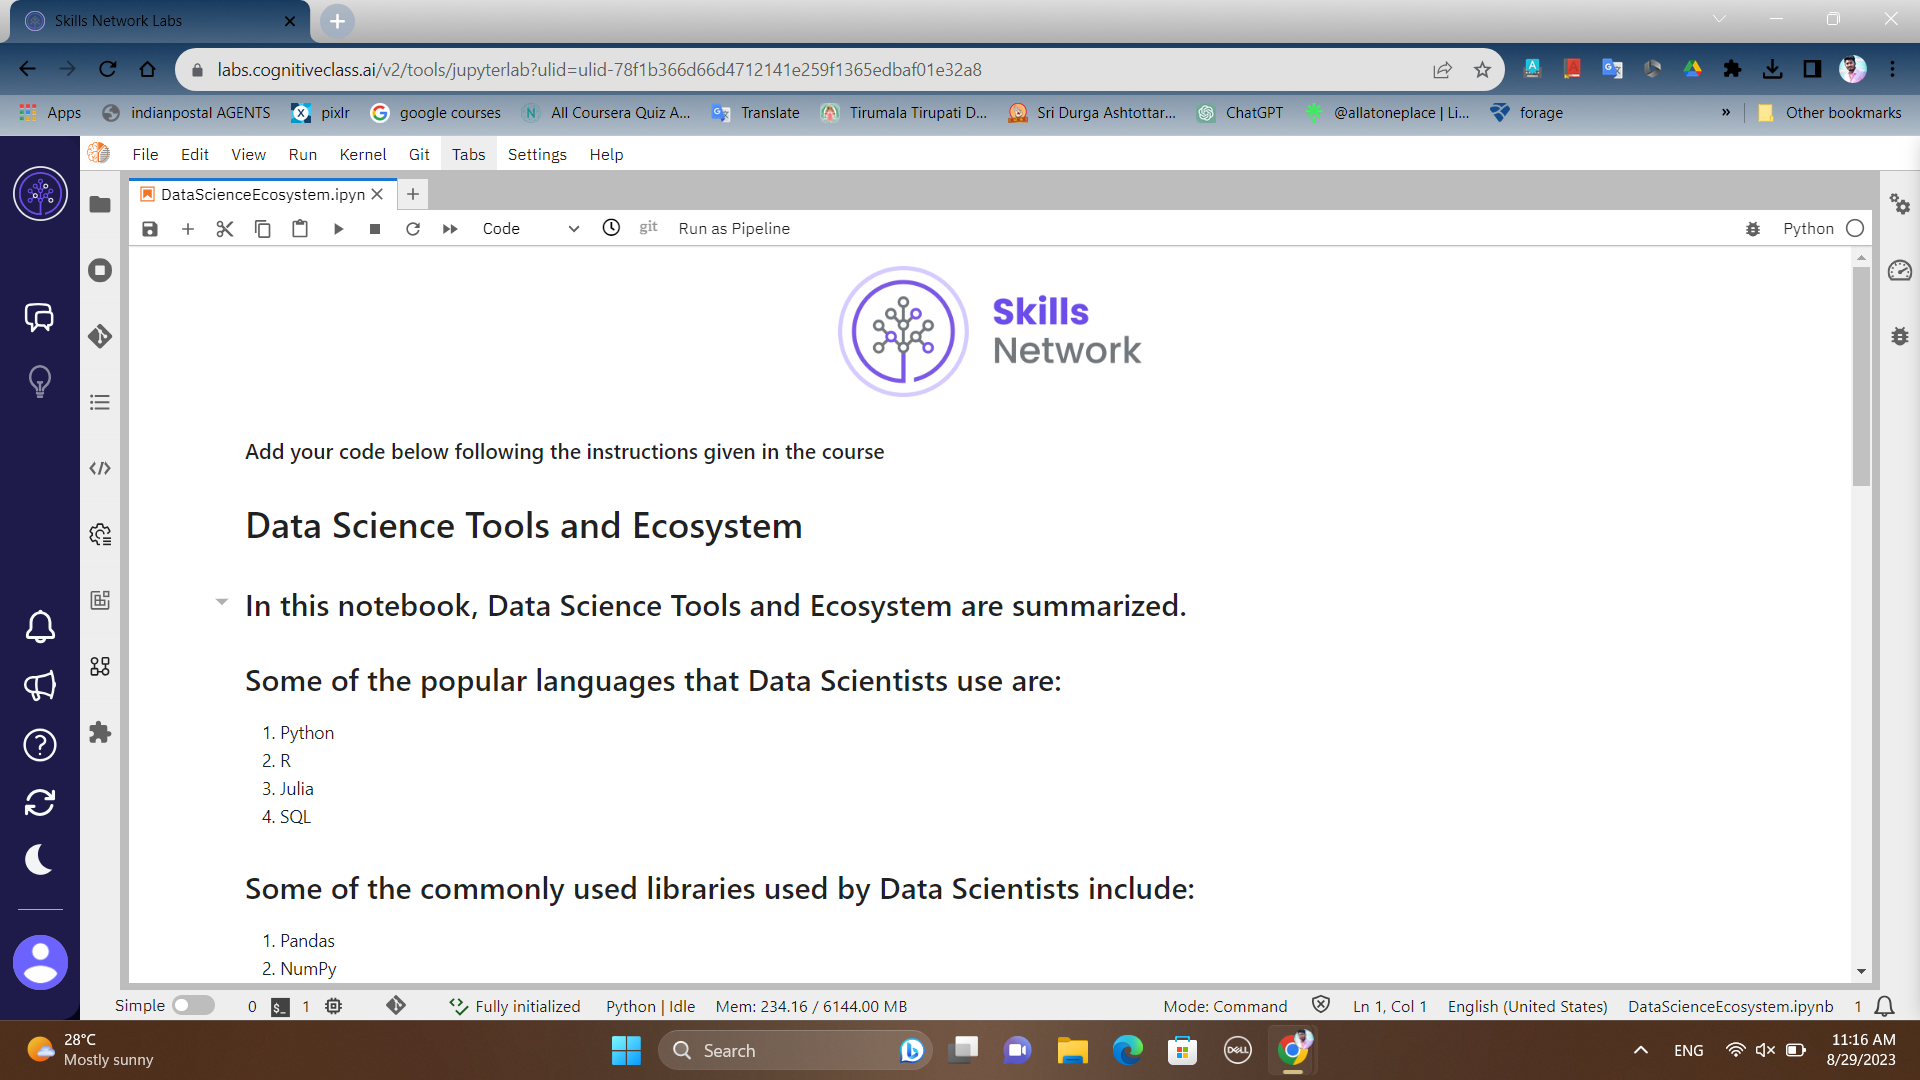 Skills Network Labs
labs.cognitiveclass.ai/v2/tools/jupyterlab?ulid=ulid-78f1b366d66d4712141e259f1365edbaf01e32a8
Apps indianpostal AGENTS pixlr google courses All Coursera Quiz A... Translate Tirumala Tirupati D... Sri Durga Ashtottar... ChatGPT @allatoneplace | Li... forage » Other bookmarks
File Edit View Run Kernel Git Tabs Settings Help
DataScienceEcosystem.ipyn
Code git Run as Pipeline Python
Skills
Network
Add your code below following the instructions given in the course
Data Science Tools and Ecosystem
In this notebook, Data Science Tools and Ecosystem are summarized.
Some of the popular languages that Data Scientists use are:
1. Python
2. R
3. Julia
4. SQL
Some of the commonly used libraries used by Data Scientists include:
1. Pandas
2. NumPy
Simple 0 $_ 1 Fully initialized Python | Idle Mem: 234.16 / 6144.00 MB Mode: Command Ln 1, Col 1 English (United States) DataScienceEcosystem.ipynb 1
28°C
Mostly sunny
Search
DELL
ENG
11:16 AM
8/29/2023